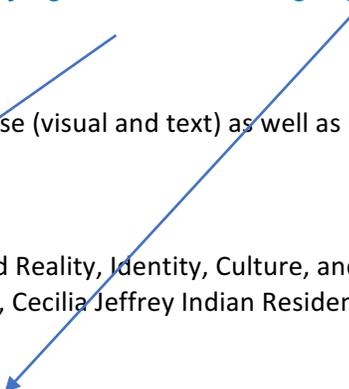 se (visual and text) as well as
Reality, Identity, Culture, and
, Cecilia Jeffrey Indian Residen